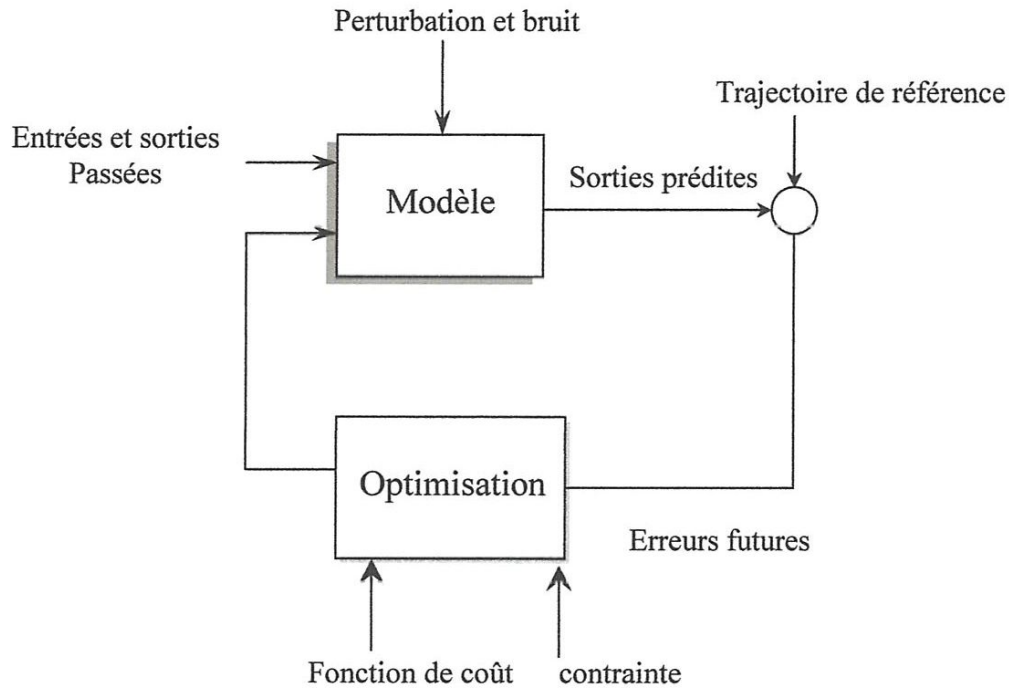 Perturbation et bruit
Trajectoire de référence
Entrées et sorties
Passées
Modèle
Sorties prédites
Optimisation
Erreurs futures
Fonction de coût
contrainte